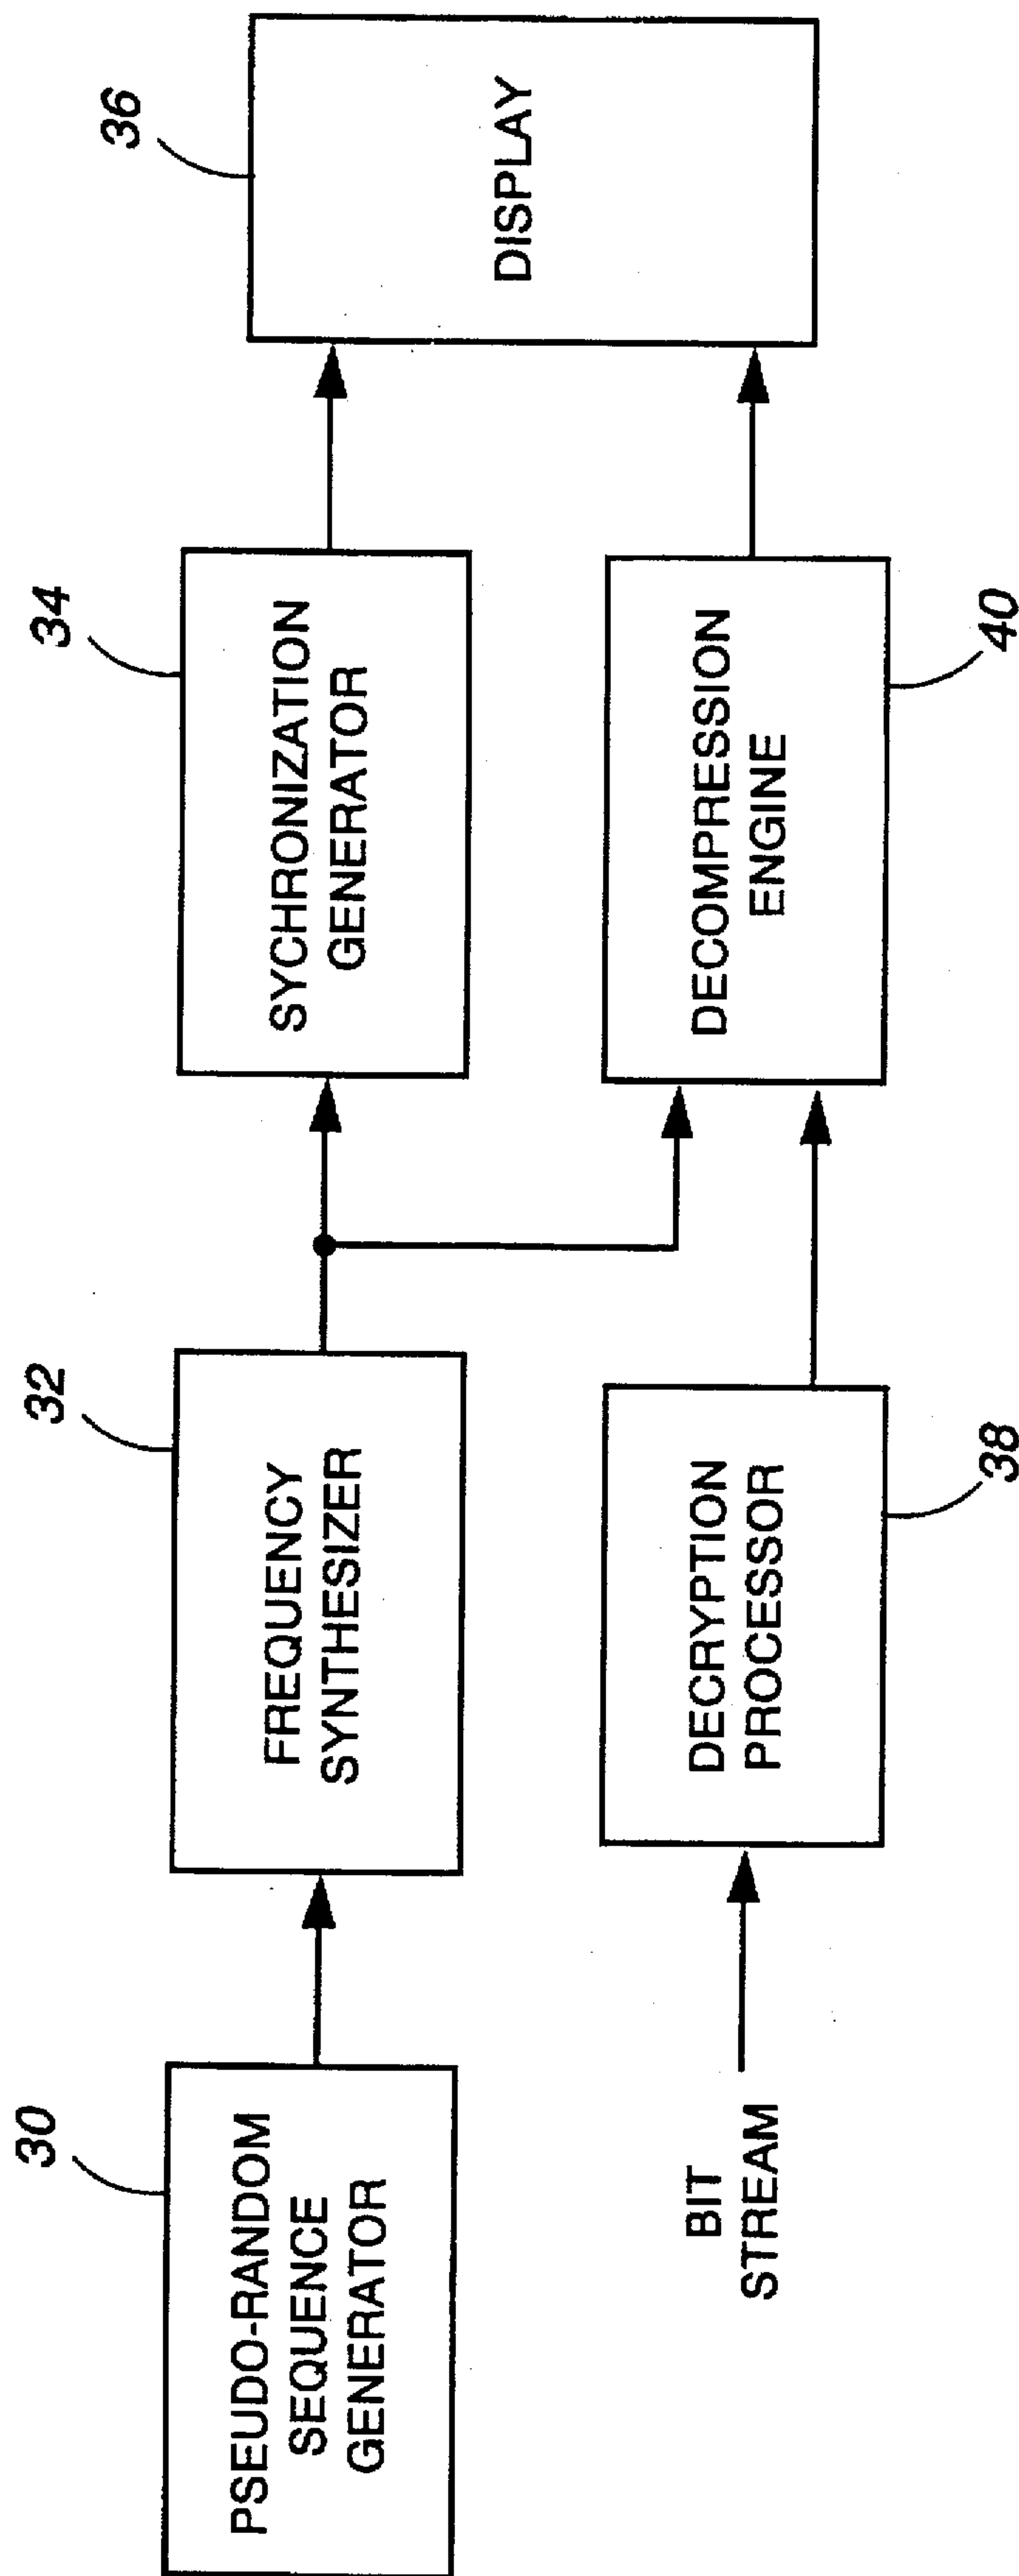 30
PSEUDO-RANDOM
SEQUENCE
GENERATOR
32
FREQUENCY
SYNTHESIZER
34
SYCHRONIZATION
GENERATOR
36
DISPLAY
BIT
STREAM
DECRYPTION
PROCESSOR
38
DECOMPRESSION
ENGINE
40